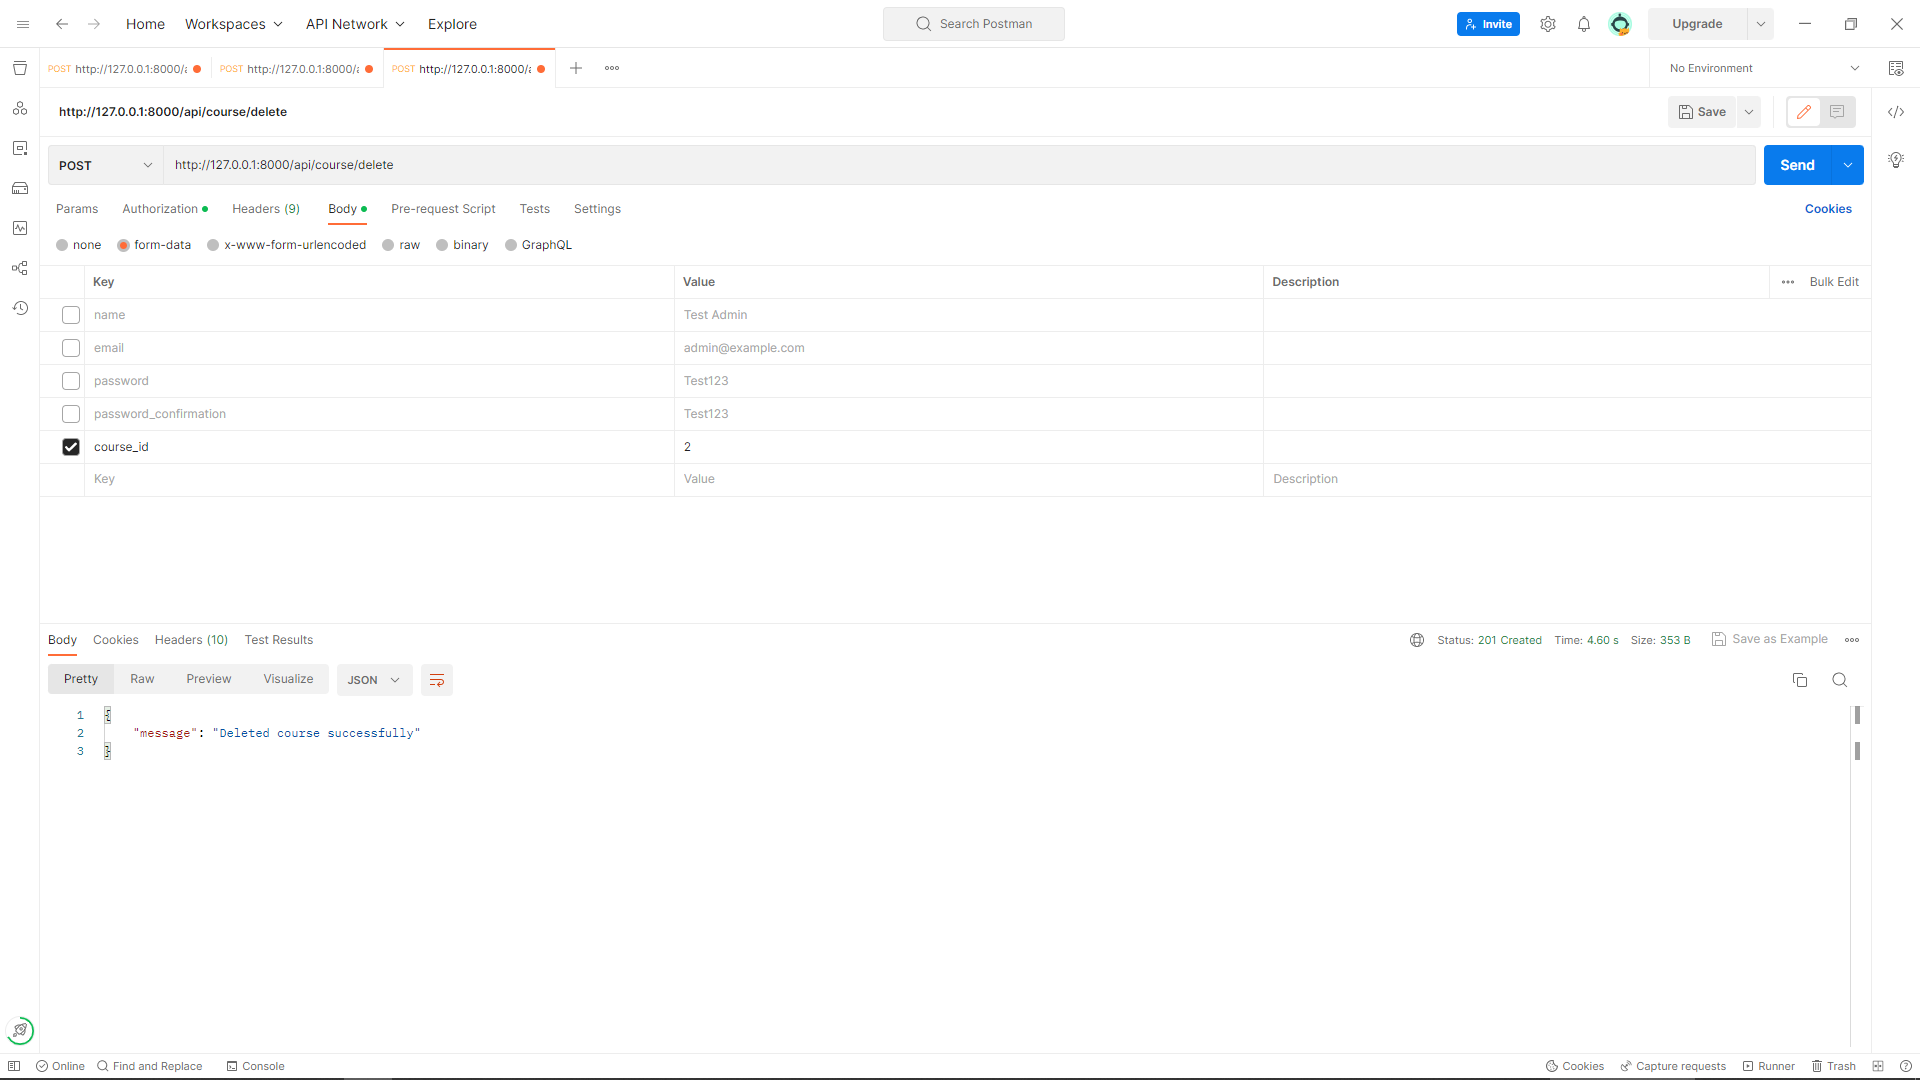 Home Workspaces API Network Explore Search Postman Invite Upgrade
POST http://127.0.0.1:8000/a POST http://127.0.0.1:8000/a POST http://127.0.0.1:8000/a No Environment
http://127.0.0.1:8000/api/course/delete Save
POST http://127.0.0.1:8000/api/course/delete Send
Params Authorization Headers (9) Body Pre-request Script Tests Settings Cookies
none form-data x-www-form-urlencoded raw binary GraphQL
Key Value Description Bulk Edit
name Test Admin
email admin@example.com
password Test123
password_confirmation Test123
course_id 2
Key Value Description
Body Cookies Headers (10) Test Results Status: 201 Created Time: 4.60 s Size: 353 B Save as Example
Pretty Raw Preview Visualize JSON
1 {
2 "message": "Deleted course successfully"
3 }
Online Find and Replace Console Cookies Capture requests Runner Trash